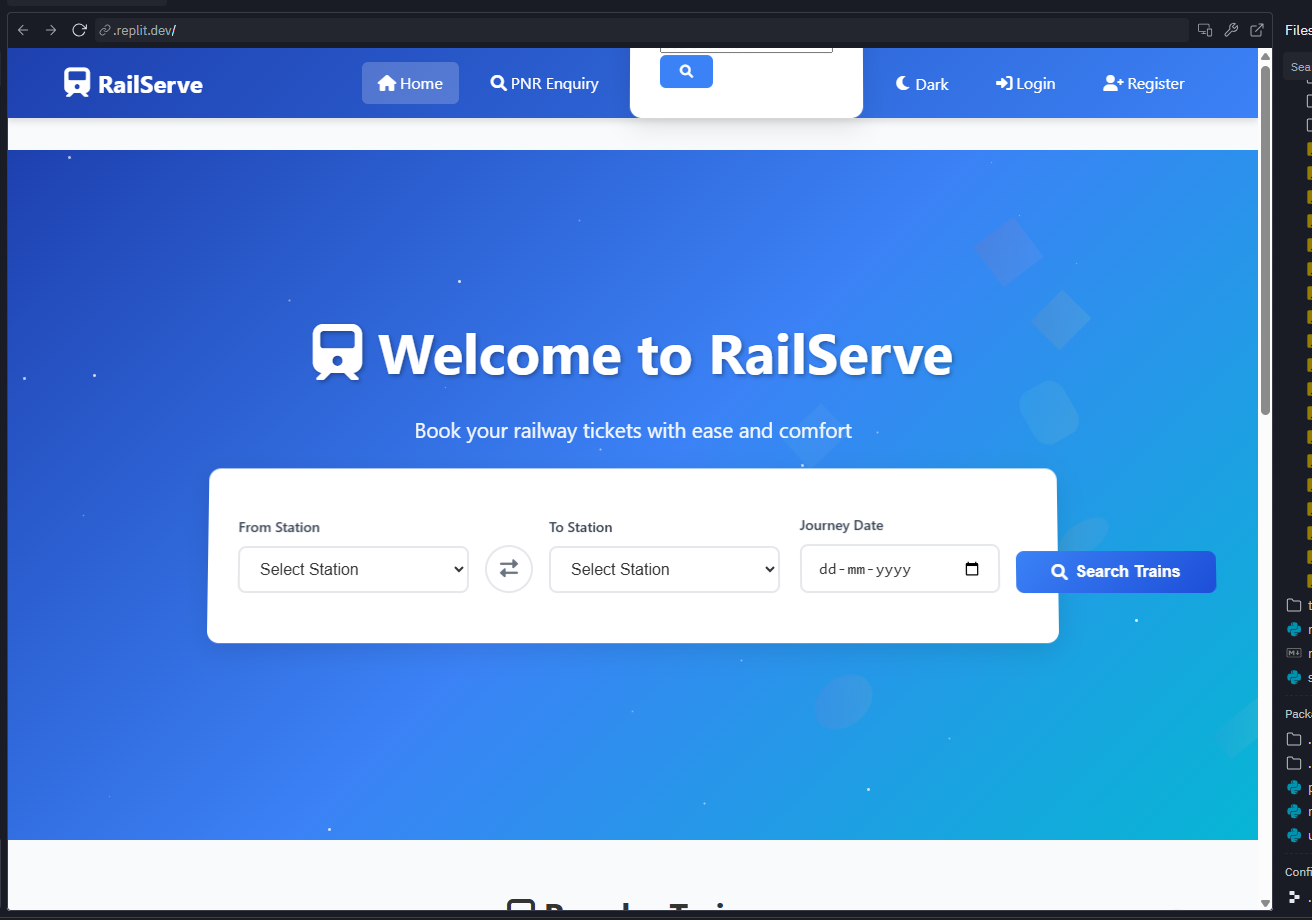 .replit.dev/
Files
RailServe
Home
PNR Enquiry
Dark
Login
Register
Sea
Welcome to RailServe
Book your railway tickets with ease and comfort
From Station
To Station
Journey Date
Select Station
Select Station
dd-mm-yyyy
Search Trains
Pack
Confi